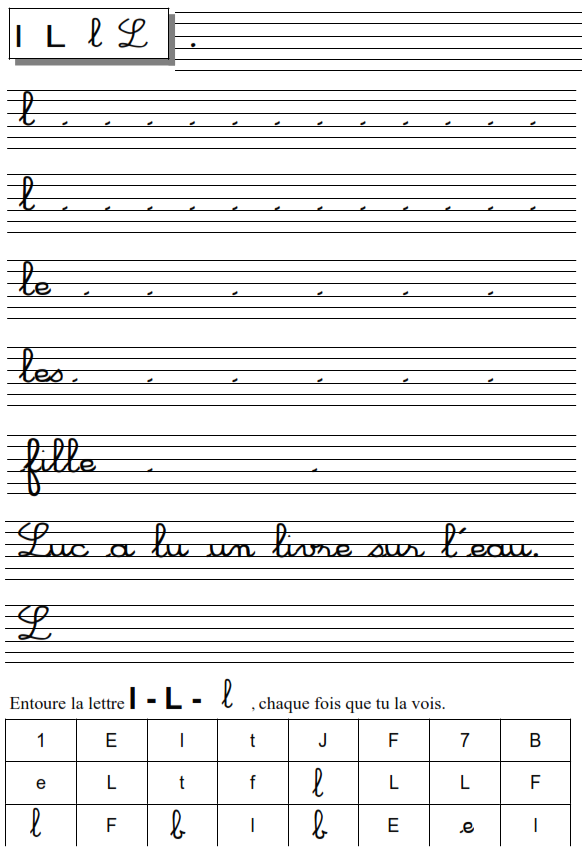 l L l L .
l
l
le
les
fille
Luc a lu un livre sur l'eau.
L
Entoure la lettre l - L - l , chaque fois que tu la vois.
1 E l t J F 7 B
e L t f l L L F
l F b l b E e l